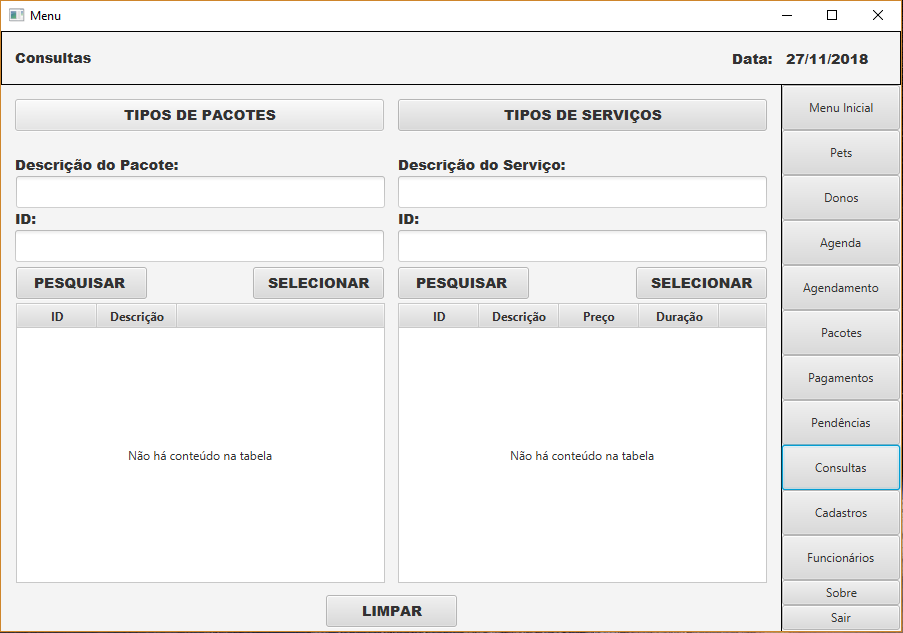 Menu
Consultas
Data: 27/11/2018
TIPOS DE PACOTES
Descrição do Pacote:
ID:
PESQUISAR SELECIONAR
ID Descrição
Não há conteúdo na tabela
TIPOS DE SERVIÇOS
Descrição do Serviço:
ID:
PESQUISAR SELECIONAR
ID Descrição Preço Duração
Não há conteúdo na tabela
LIMPAR
Menu Inicial
Pets
Donos
Agenda
Agendamento
Pacotes
Pagamentos
Pendências
Consultas
Cadastros
Funcionários
Sobre
Sair